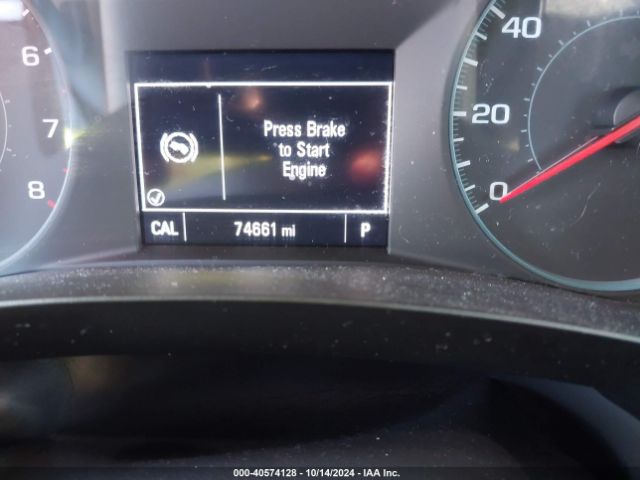 6
7
8
Press Brake
to Start
Engine
CAL 74661 mi P
40
20
0
000-40574128 - 10/14/2024 - IAA Inc.